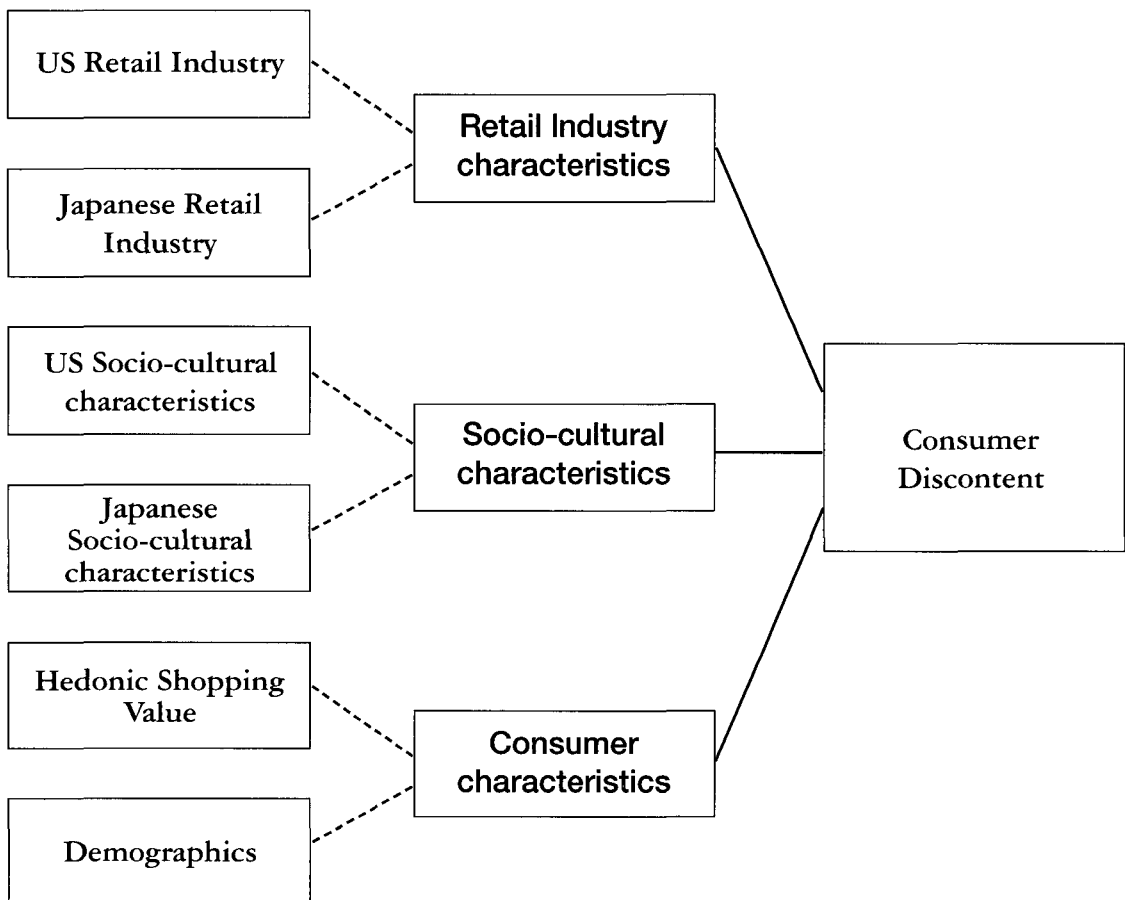 US Retail Industry
Japanese Retail
Industry
US Socio-cultural
characteristics
Japanese
Socio-cultural
characteristics
Hedonic Shopping
Value
Demographics
Retail Industry
characteristics
Socio-cultural
characteristics
Consumer
characteristics
Consumer
Discontent